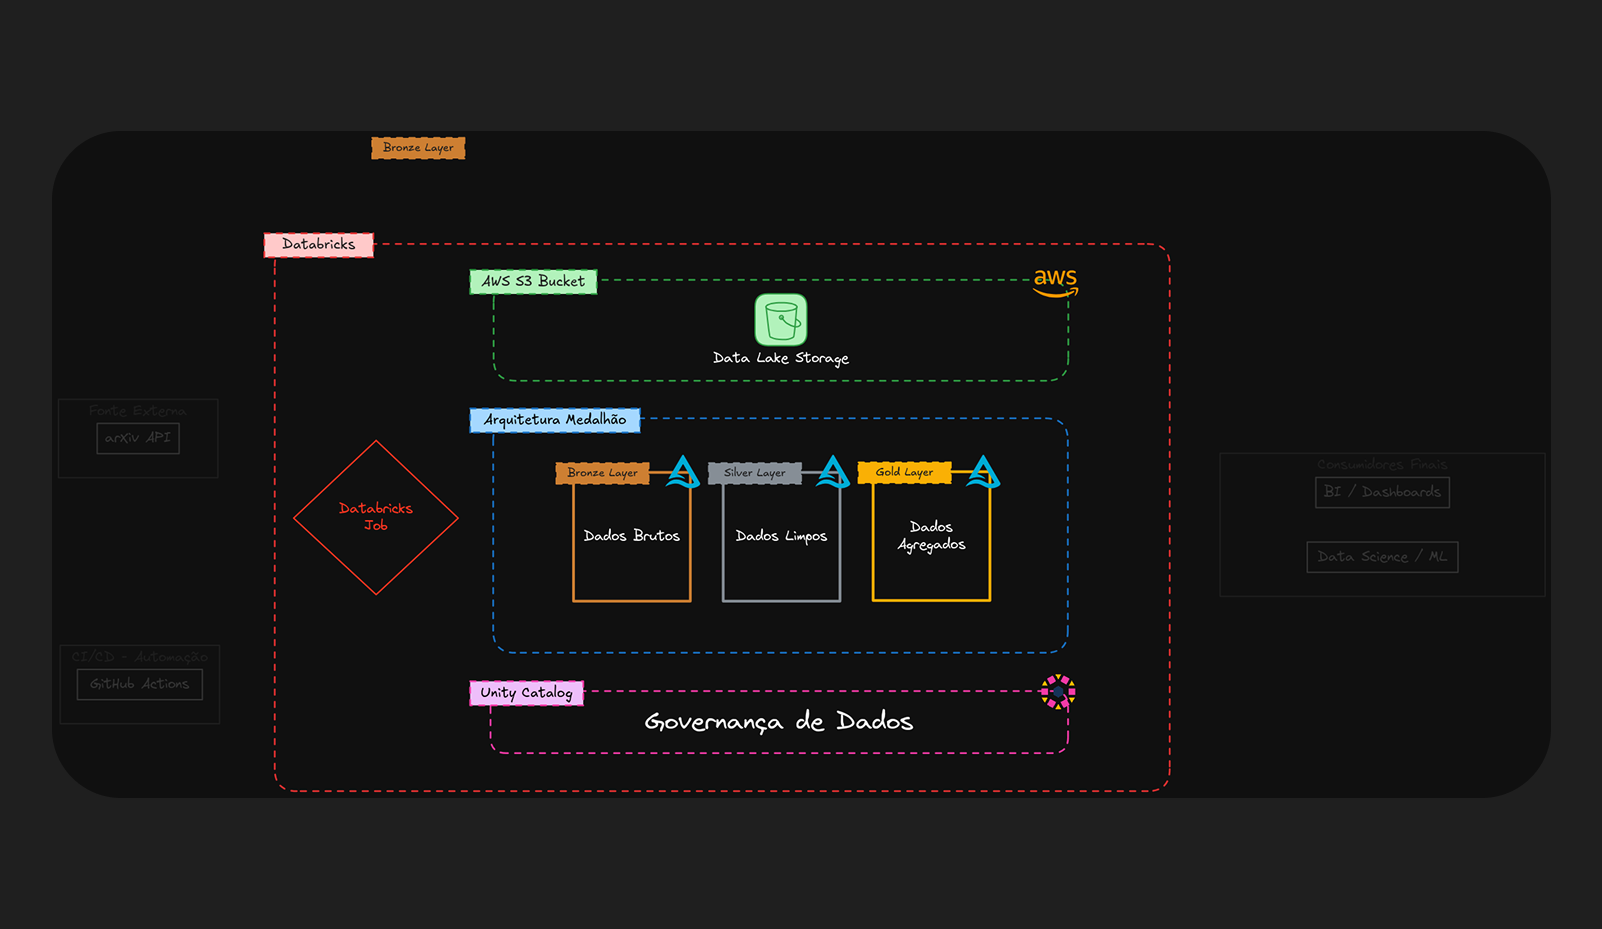 Bronze Layer
Databricks
AWS S3 Bucket
aws
Data Lake Storage
Fonte Externa
arXiv API
Arquitetura Medalhão
Bronze Layer
Silver Layer
Gold Layer
Dados Brutos
Dados Limpos
Dados
Agregados
Databricks
Job
Consumidores Finais
BI / Dashboards
Data Science / ML
CI/CD - Automação
GitHub Actions
Unity Catalog
Governança de Dados